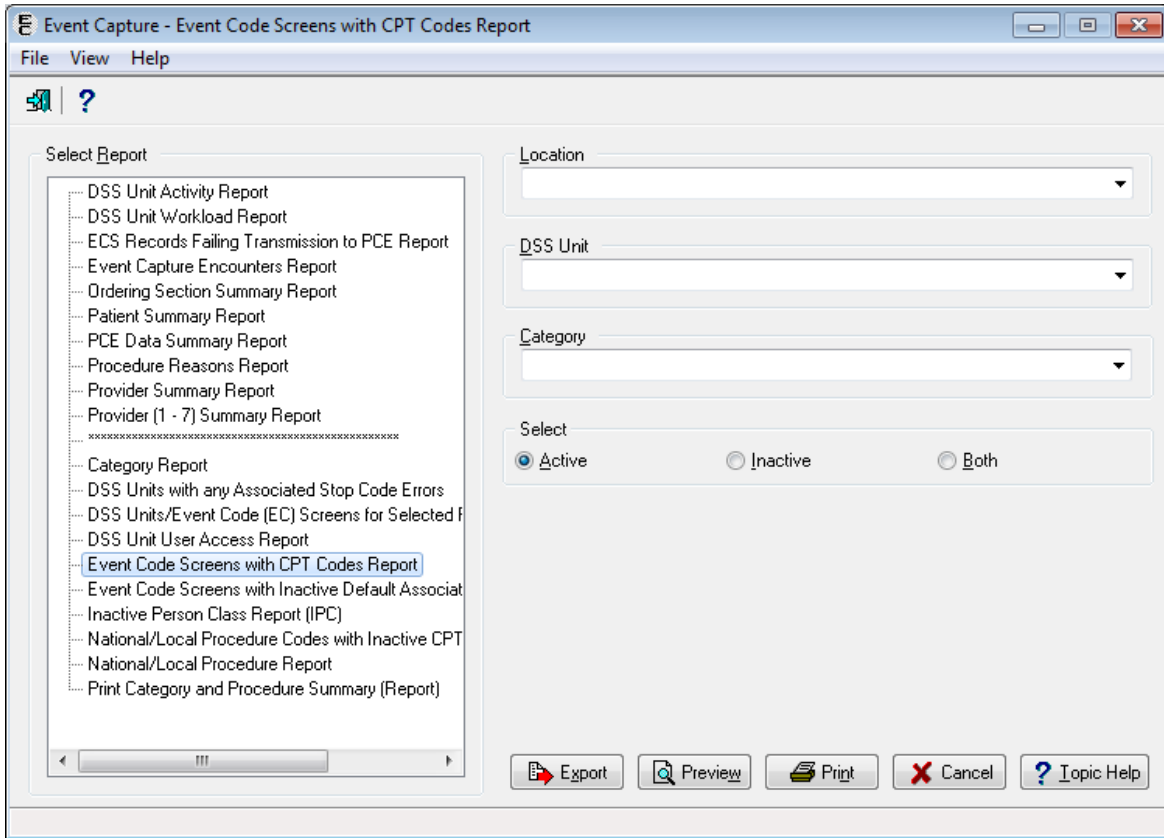 Event Capture - Event Code Screens with CPT Codes Report
File View Help
?
Select Report
DSS Unit Activity Report
DSS Unit Workload Report
ECS Records Failing Transmission to PCE Report
Event Capture Encounters Report
Ordering Section Summary Report
Patient Summary Report
PCE Data Summary Report
Procedure Reasons Report
Provider Summary Report
Provider (1 - 7) Summary Report
**************************************************
Category Report
DSS Units with any Associated Stop Code Errors
DSS Units/Event Code (EC) Screens for Selected
DSS Unit User Access Report
Event Code Screens with CPT Codes Report
Event Code Screens with Inactive Default Associat
Inactive Person Class Report (IPC)
National/Local Procedure Codes with Inactive CPT
National/Local Procedure Report
Print Category and Procedure Summary (Report)
Location
DSS Unit
Category
Select
Active Inactive Both
Export Preview Print Cancel ? Topic Help